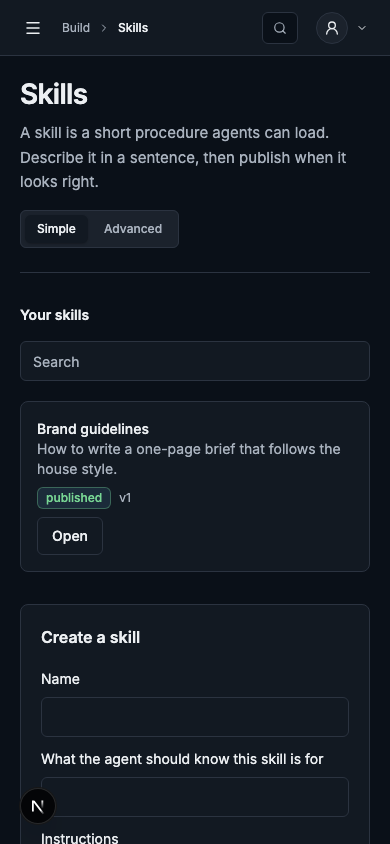 Build > Skills
Skills
A skill is a short procedure agents can load.
Describe it in a sentence, then publish when it
looks right.
Simple Advanced
Your skills
Search
Brand guidelines
How to write a one-page brief that follows the
house style.
published v1
Open
Create a skill
Name
What the agent should know this skill is for
N
Instructions